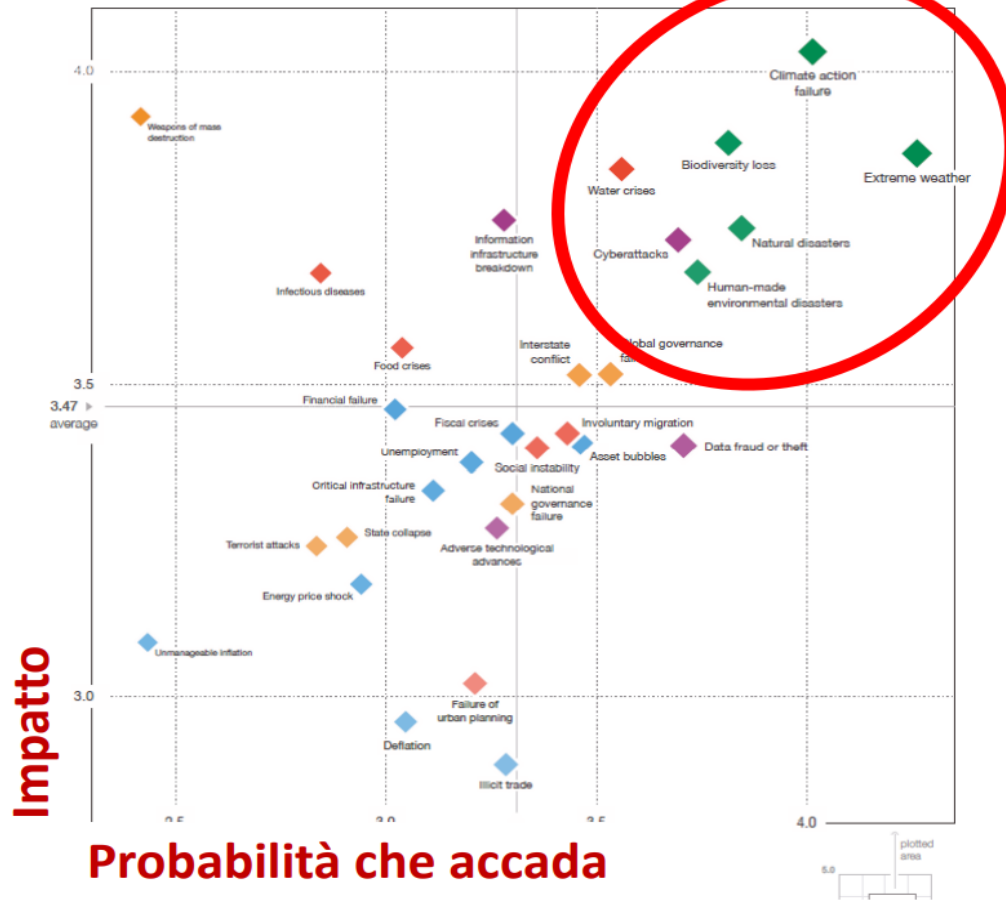 4.0
Climate action
failure
Weapons of mass
destruction
Biodiversity loss
Extreme weather
Water crises
Information
infrastructure
breakdown
Natural disasters
Cyberattacks
Infectious diseases
Human-made
environmental disasters
Interstate
conflict
obal governance
fai
Food crises
3.5
Financial failure
3.47
average
Fiscal crises
Involuntary migration
Data fraud or theft
Unemployment
Asset bubbles
Social instability
Critical infrastructure
failure
National
governance
failure
State collapse
Terrorist attacks
Adverse technological
advances
Energy price shock
Unmanageable inflation
3.0
Failure of
urban planning
Deflation
Illicit trade
Impatto
2.5
3.0
3.5
4.0
Probabilità che accada
plotted
area
5.0